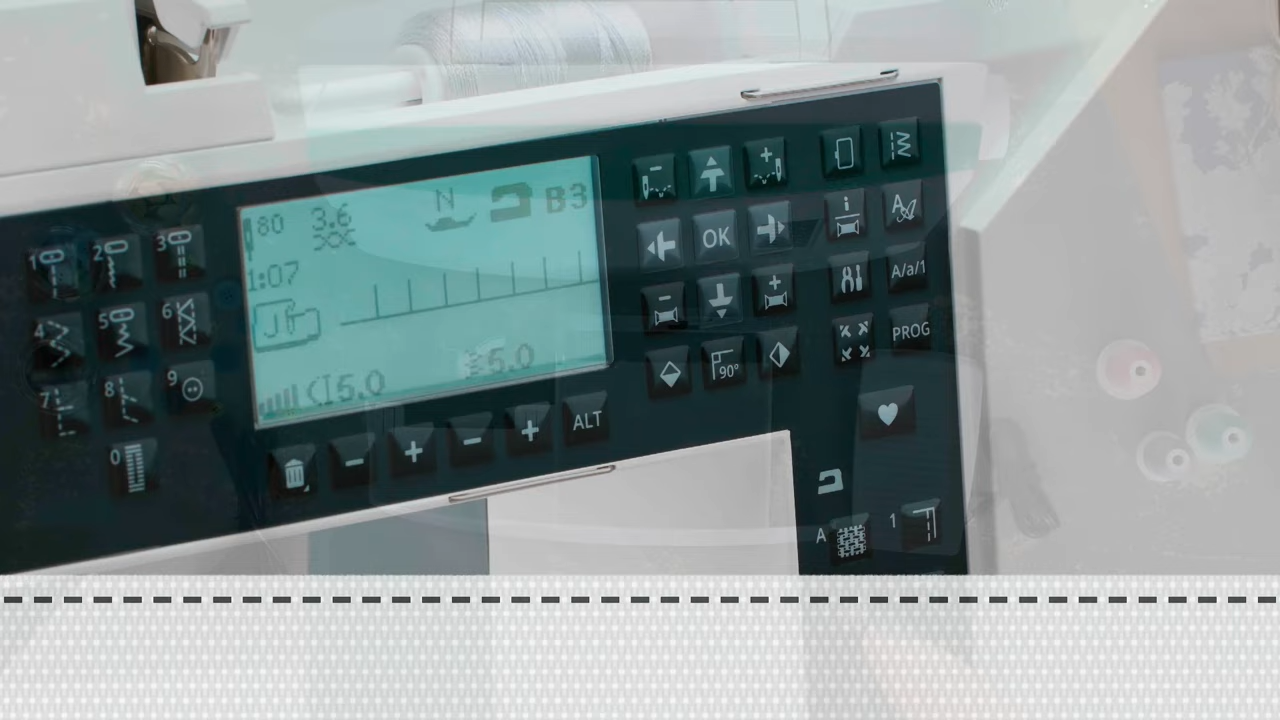 80 3.6 N B3
1:07
5.0 5.0
1 2 3
4 5 6
7 8 9
0
OK
90°
i A
A/a/1
PROG
- + - + ALT
A 1